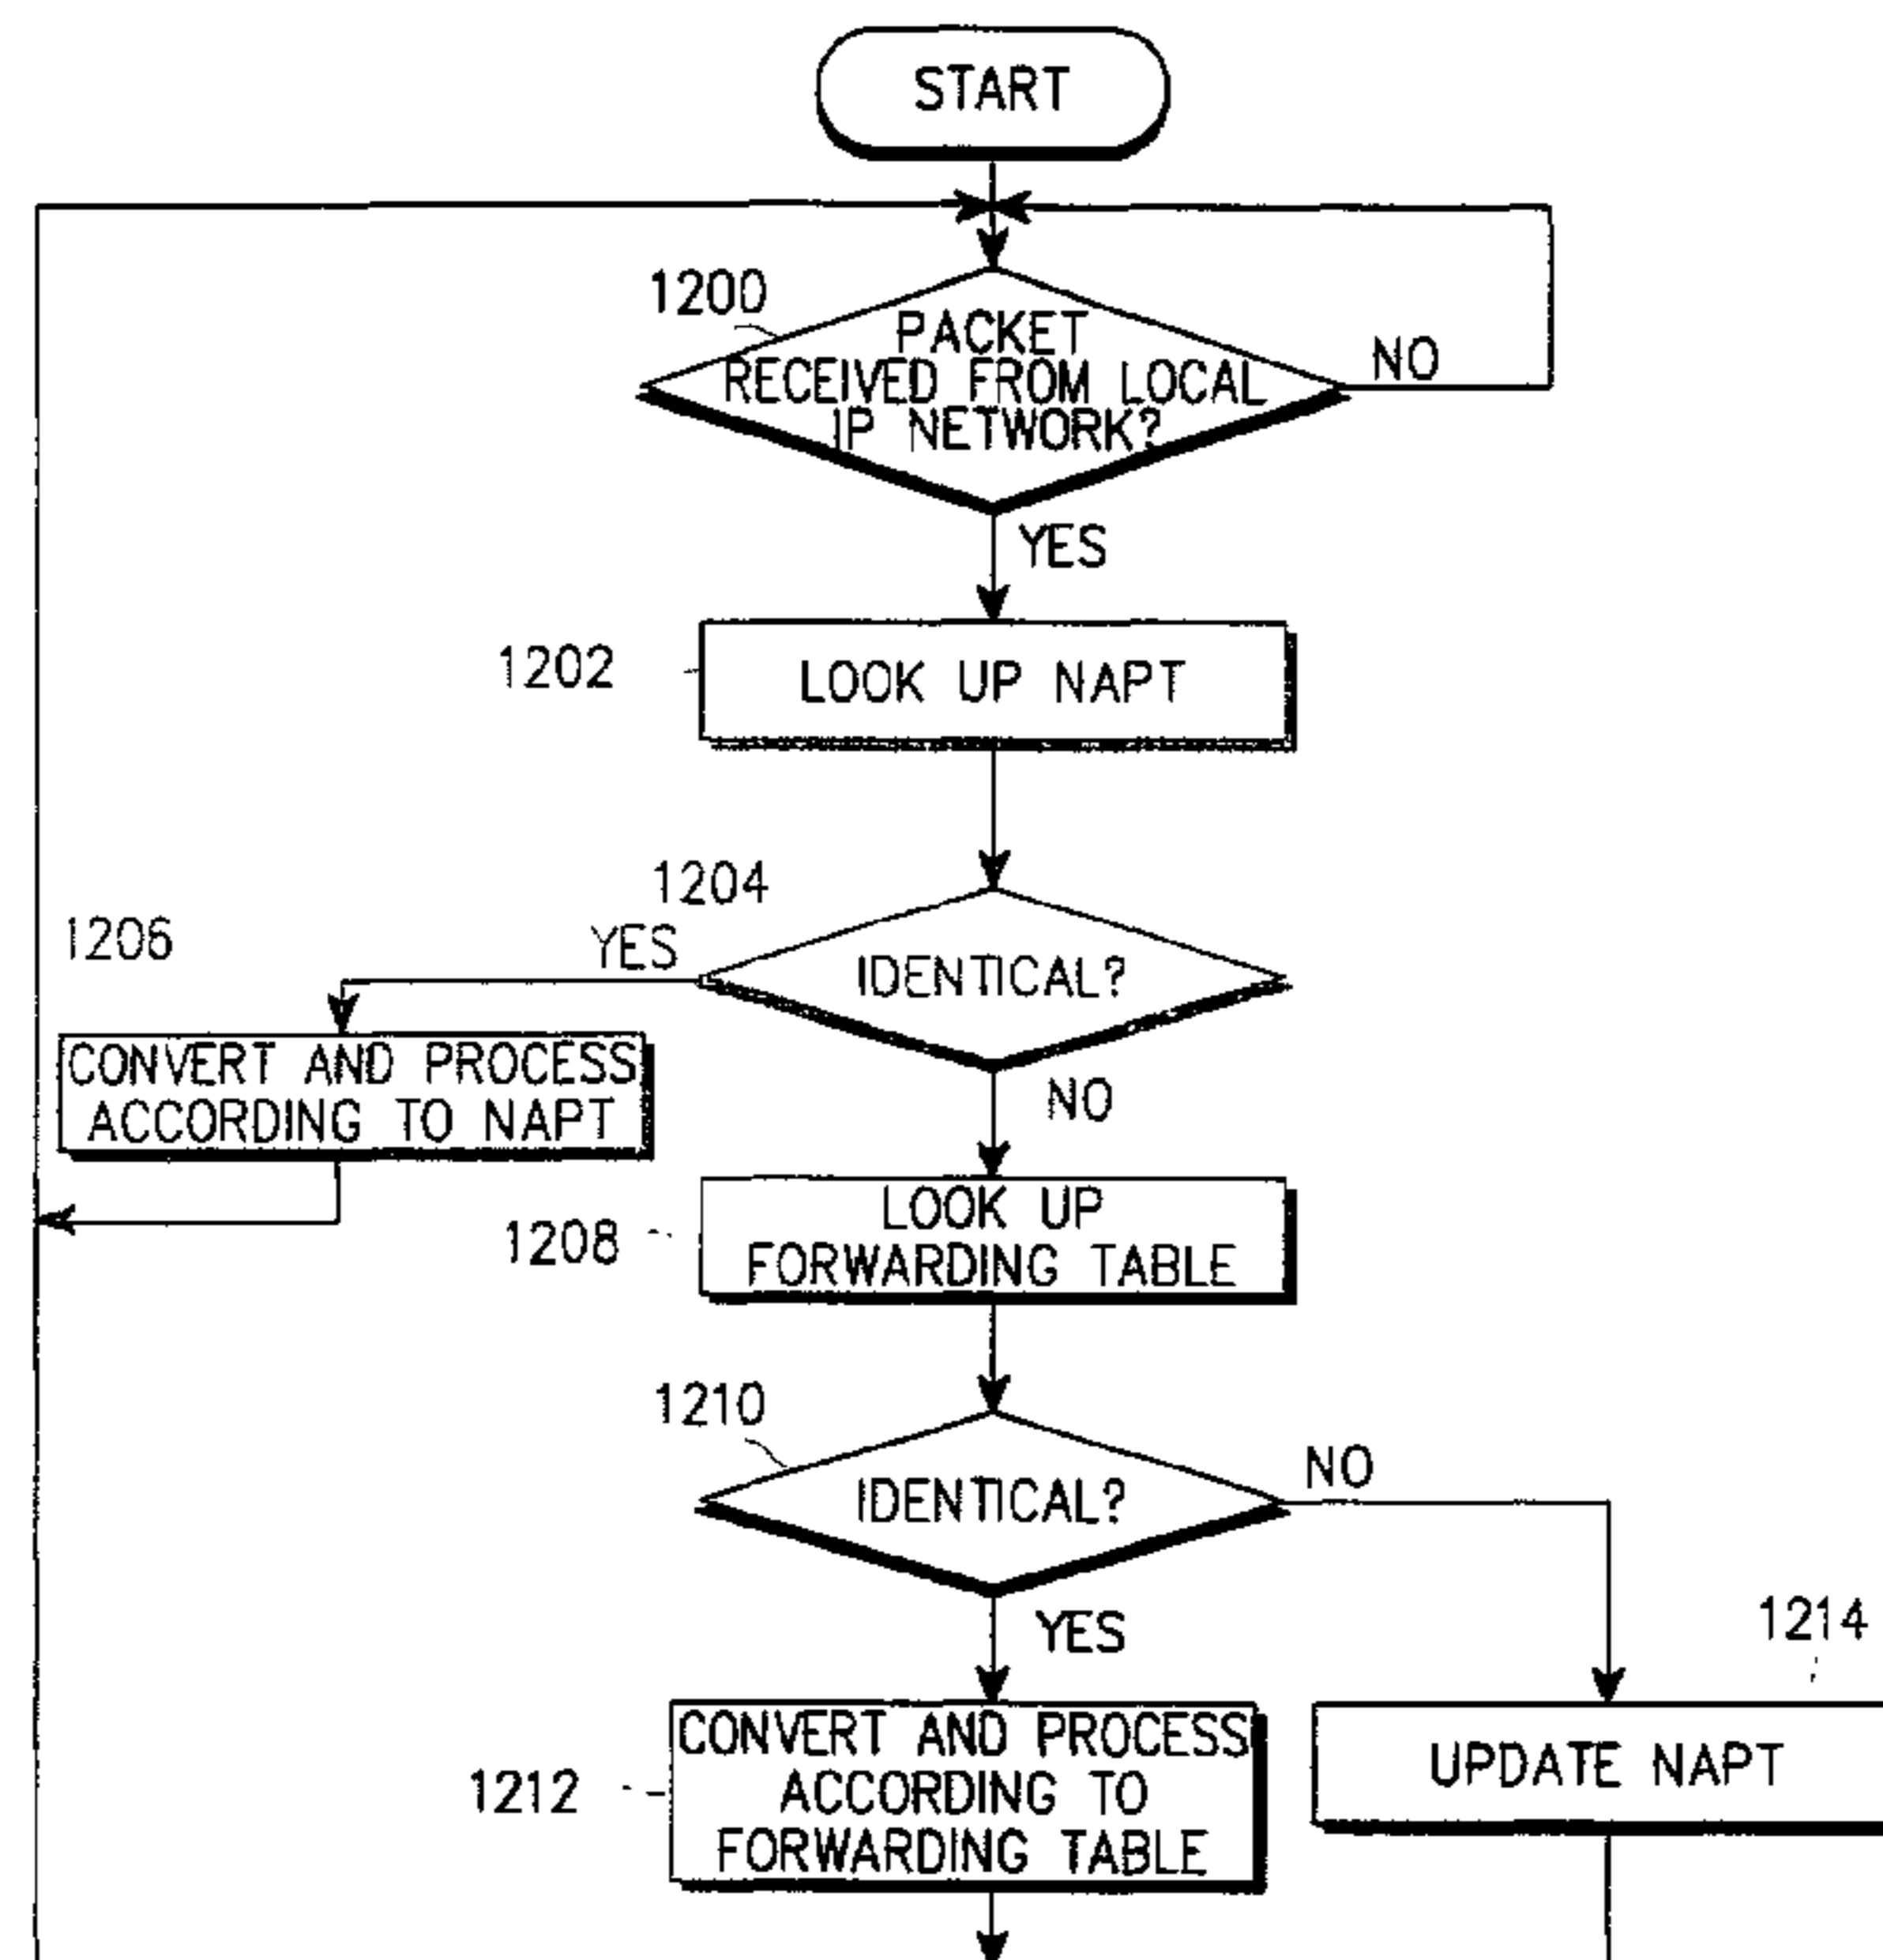 START
1200
PACKET
RECEIVED FROM LOCAL
IP NETWORK?
NO
YES
1202
LOOK UP NAPT
1204
1206
YES
IDENTICAL?
NO
CONVERT AND PROCESS
ACCORDING TO NAPT
1208
LOOK UP
FORWARDING TABLE
1210
IDENTICAL?
NO
YES
1214
1212
CONVERT AND PROCESS
ACCORDING TO
FORWARDING TABLE
UPDATE NAPT